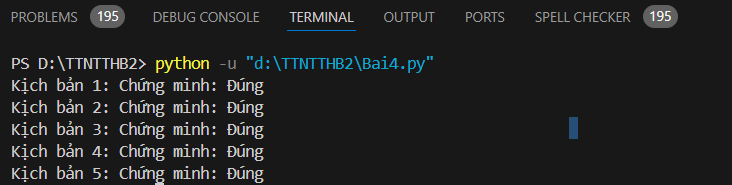 PROBLEMS 195 DEBUG CONSOLE TERMINAL OUTPUT PORTS SPELL CHECKER 195
PS D:\TTNTTHB2> python -u "d:\TTNTTHB2\Bai4.py"
Kịch bản 1: Chứng minh: Đúng
Kịch bản 2: Chứng minh: Đúng
Kịch bản 3: Chứng minh: Đúng
Kịch bản 4: Chứng minh: Đúng
Kịch bản 5: Chứng minh: Đúng